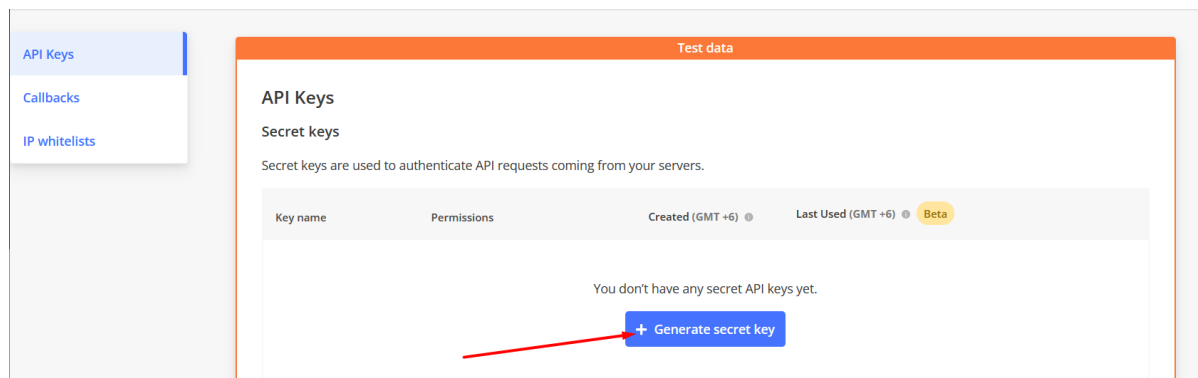 API Keys
Callbacks
IP whitelists
Test data
API Keys
Secret keys
Secret keys are used to authenticate API requests coming from your servers.
Key name Permissions Created (GMT +6) Last Used (GMT +6) Beta
You don't have any secret API keys yet.
+ Generate secret key